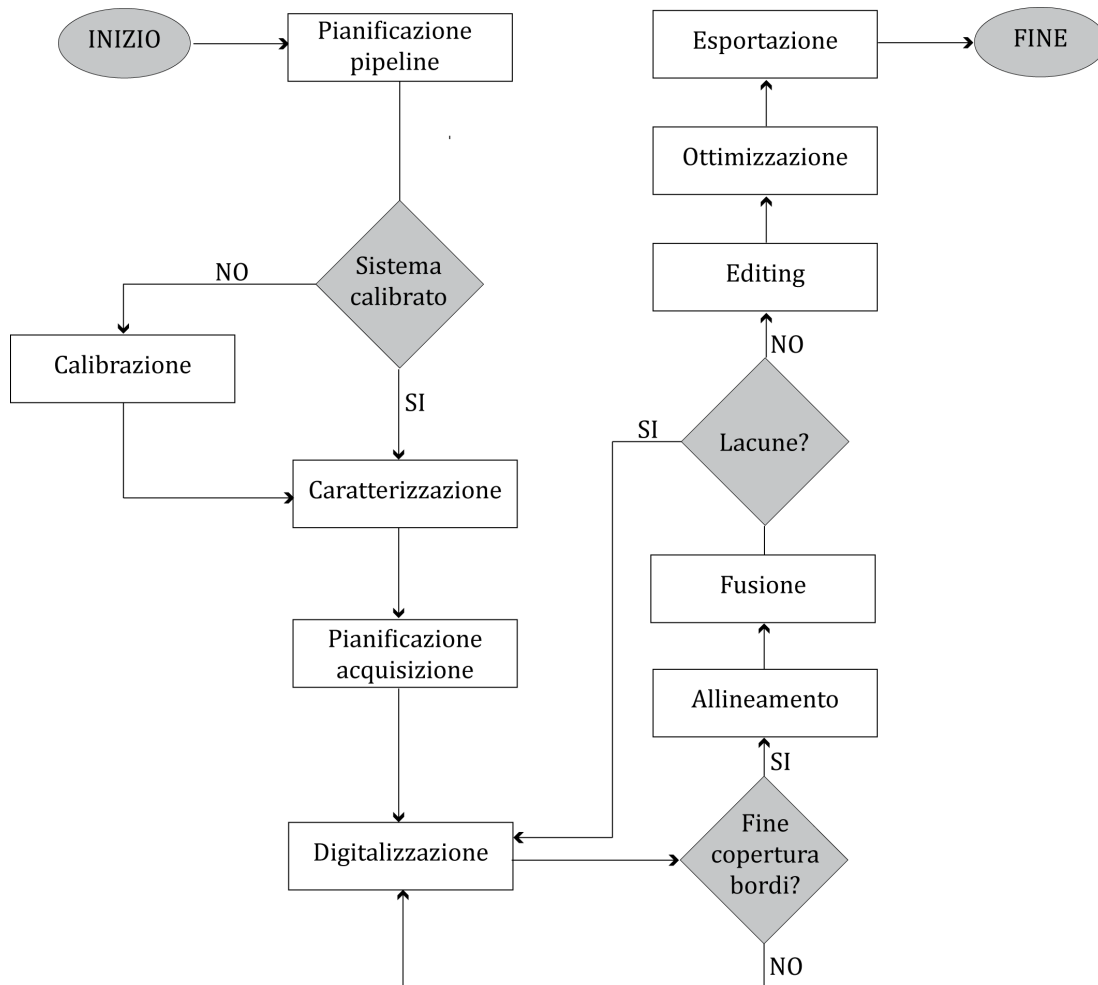 INIZIO
Pianificazione
pipeline
Sistema
calibrato
NO
Calibrazione
SI
Caratterizzazione
Pianificazione
acquisizione
Digitalizzazione
Fine
copertura
bordi?
NO
SI
Allineamento
Fusione
Lacune?
SI
NO
Editing
Ottimizzazione
Esportazione
FINE